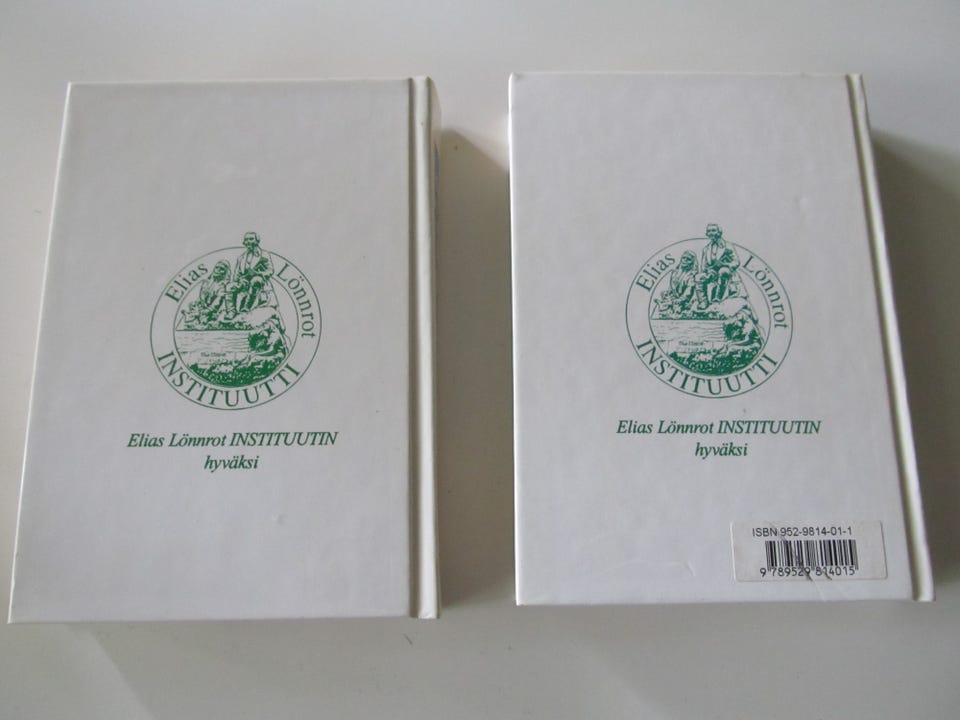 Elias Lönnrot
INSTITUUTTI
Elias Lönnrot INSTITUUTIN
hyväksi
Elias Lönnrot
INSTITUUTTI
Elias Lönnrot INSTITUUTIN
hyväksi
ISBN 952-9814-01-1
9 789529 814015